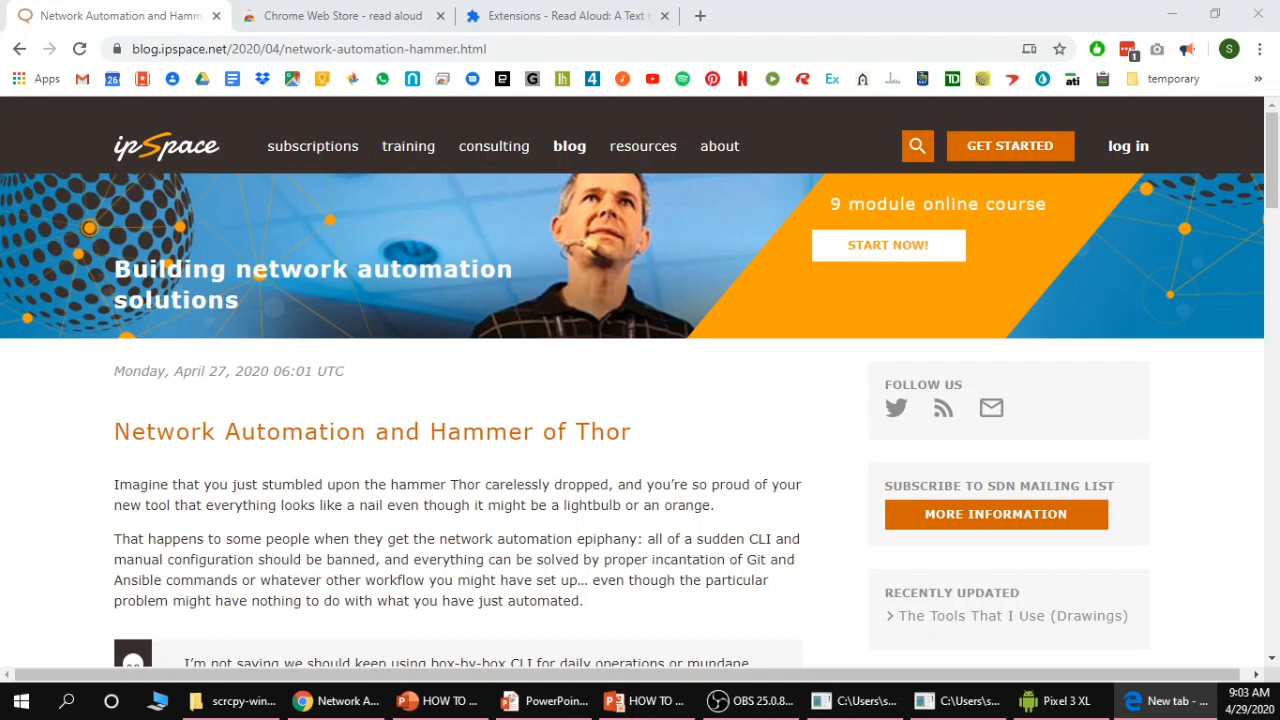 Network Automation and Hamm
Chrome Web Store - read aloud
Extensions - Read Aloud: A Text t
blog.ipspace.net/2020/04/network-automation-hammer.html
1
S
Apps
26
Ex
TD
ati
temporary
ipSpace
subscriptions training consulting blog resources about
GET STARTED
log in
Building network automation
solutions
9 module online course
START NOW!
Monday, April 27, 2020 06:01 UTC
Network Automation and Hammer of Thor
Imagine that you just stumbled upon the hammer Thor carelessly dropped, and you’re so proud of your
new tool that everything looks like a nail even though it might be a lightbulb or an orange.
That happens to some people when they get the network automation epiphany: all of a sudden CLI and
manual configuration should be banned, and everything can be solved by proper incantation of Git and
Ansible commands or whatever other workflow you might have set up… even though the particular
problem might have nothing to do with what you have just automated.
I’m not saying we should keep using box-by-box CLI for daily operations or mundane
FOLLOW US
SUBSCRIBE TO SDN MAILING LIST
MORE INFORMATION
RECENTLY UPDATED
The Tools That I Use (Drawings)
scrcpy-win...
Network A...
HOW TO ...
PowerPoin...
HOW TO ...
OBS 25.0.8...
C:\Users\s...
C:\Users\s...
Pixel 3 XL
New tab - ...
9:03 AM
4/29/2020